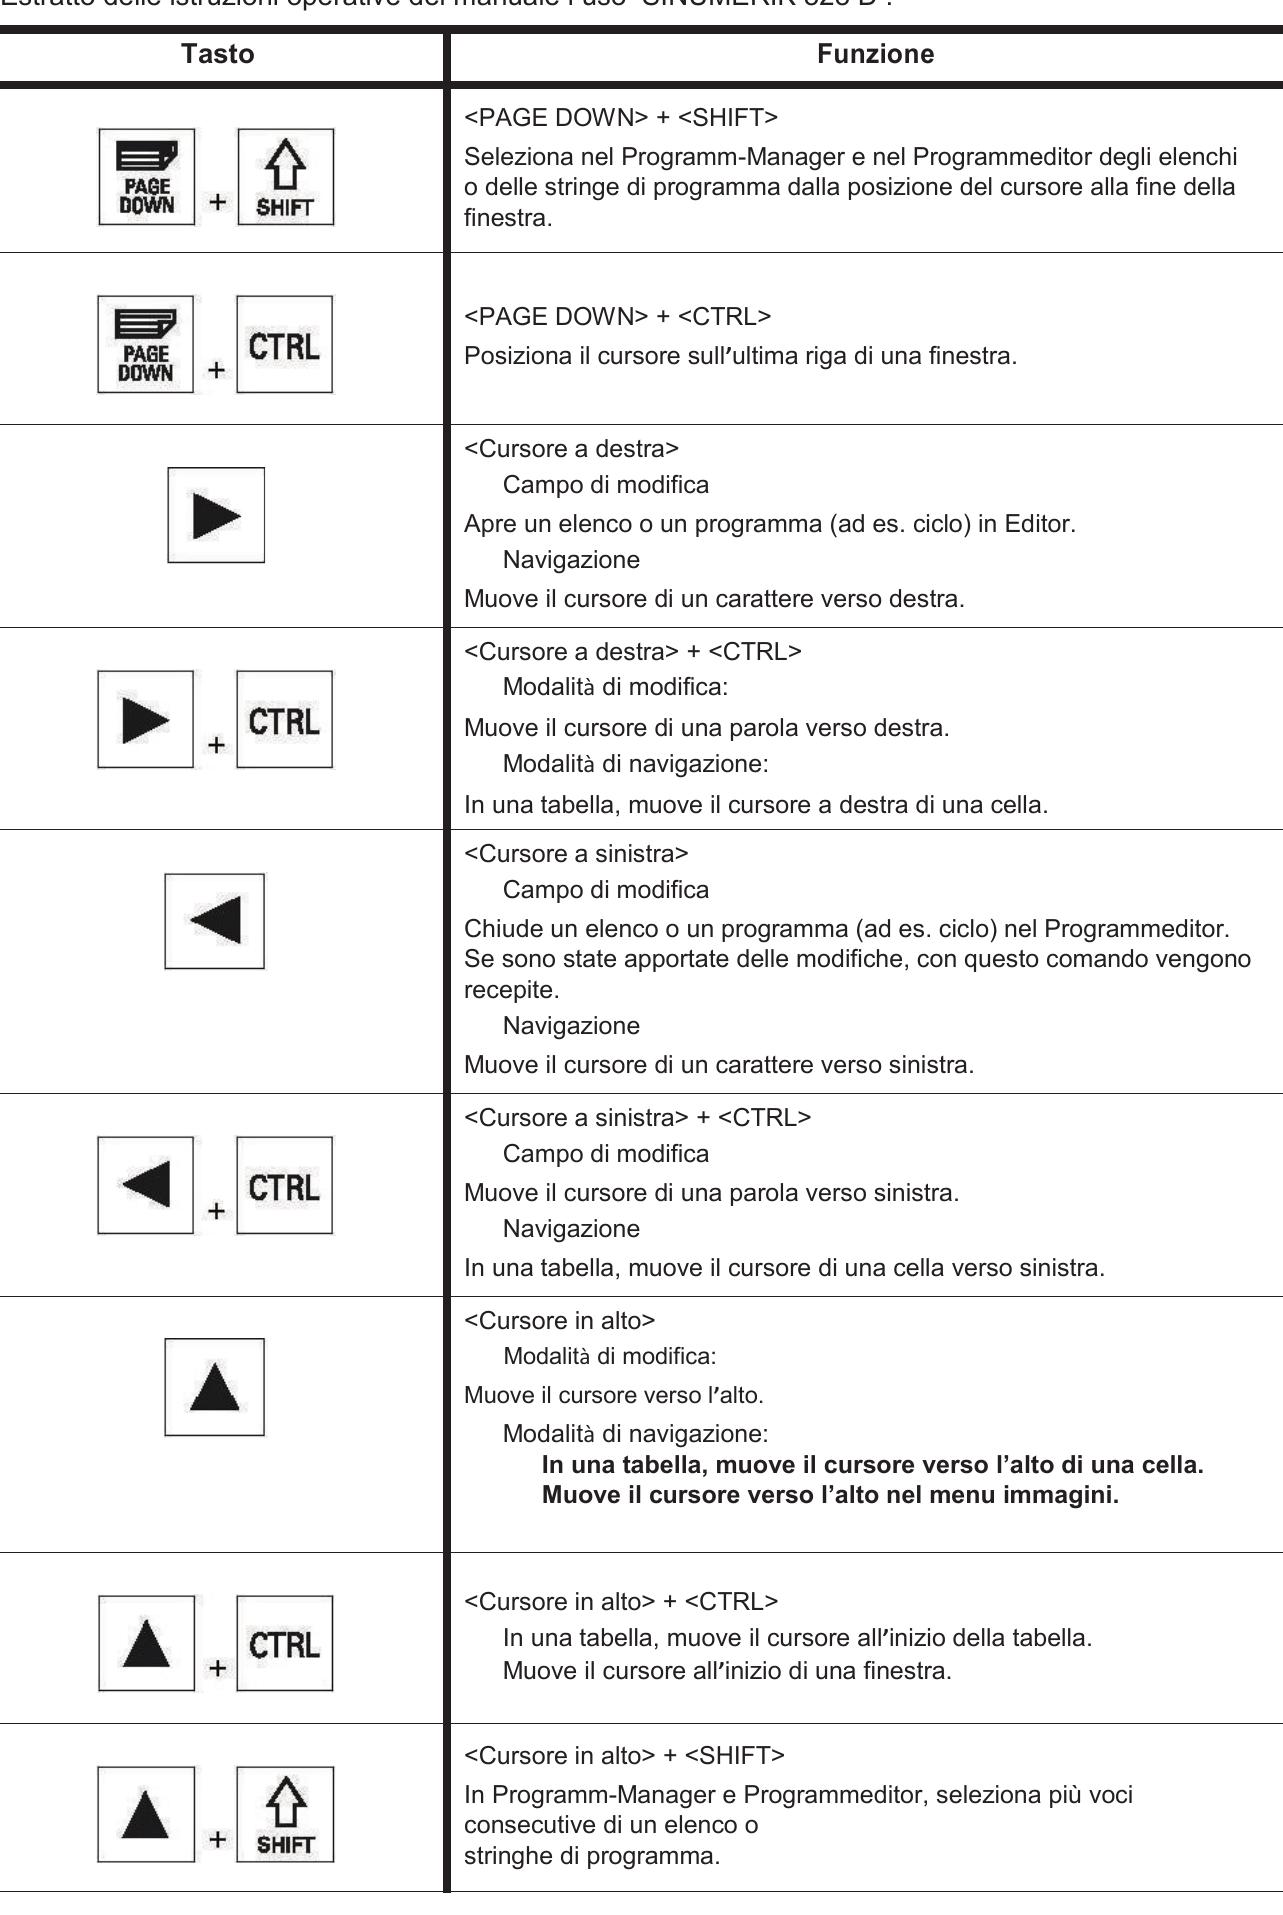 Estratto delle istruzioni operative del manuale l'uso "SINUMERIK 828 D":
Tasto
Funzione
PAGE
DOWN
+
SHIFT
<PAGE DOWN> + <SHIFT>
Seleziona nel Programm-Manager e nel Programmeditor degli elenchi
o delle stringe di programma dalla posizione del cursore alla fine della
finestra.
PAGE
DOWN
+
CTRL
<PAGE DOWN> + <CTRL>
Posiziona il cursore sull'ultima riga di una finestra.
<Cursore a destra>
Campo di modifica
Apre un elenco o un programma (ad es. ciclo) in Editor.
Navigazione
Muove il cursore di un carattere verso destra.
+
CTRL
<Cursore a destra> + <CTRL>
Modalità di modifica:
Muove il cursore di una parola verso destra.
Modalità di navigazione:
In una tabella, muove il cursore a destra di una cella.
<Cursore a sinistra>
Campo di modifica
Chiude un elenco o un programma (ad es. ciclo) nel Programmeditor.
Se sono state apportate delle modifiche, con questo comando vengono
recepite.
Navigazione
Muove il cursore di un carattere verso sinistra.
+
CTRL
<Cursore a sinistra> + <CTRL>
Campo di modifica
Muove il cursore di una parola verso sinistra.
Navigazione
In una tabella, muove il cursore di una cella verso sinistra.
<Cursore in alto>
Modalità di modifica:
Muove il cursore verso l'alto.
Modalità di navigazione:
In una tabella, muove il cursore verso l'alto di una cella.
Muove il cursore verso l'alto nel menu immagini.
+
CTRL
<Cursore in alto> + <CTRL>
In una tabella, muove il cursore all'inizio della tabella.
Muove il cursore all'inizio di una finestra.
+
SHIFT
<Cursore in alto> + <SHIFT>
In Programm-Manager e Programmeditor, seleziona più voci
consecutive di un elenco o
stringhe di programma.